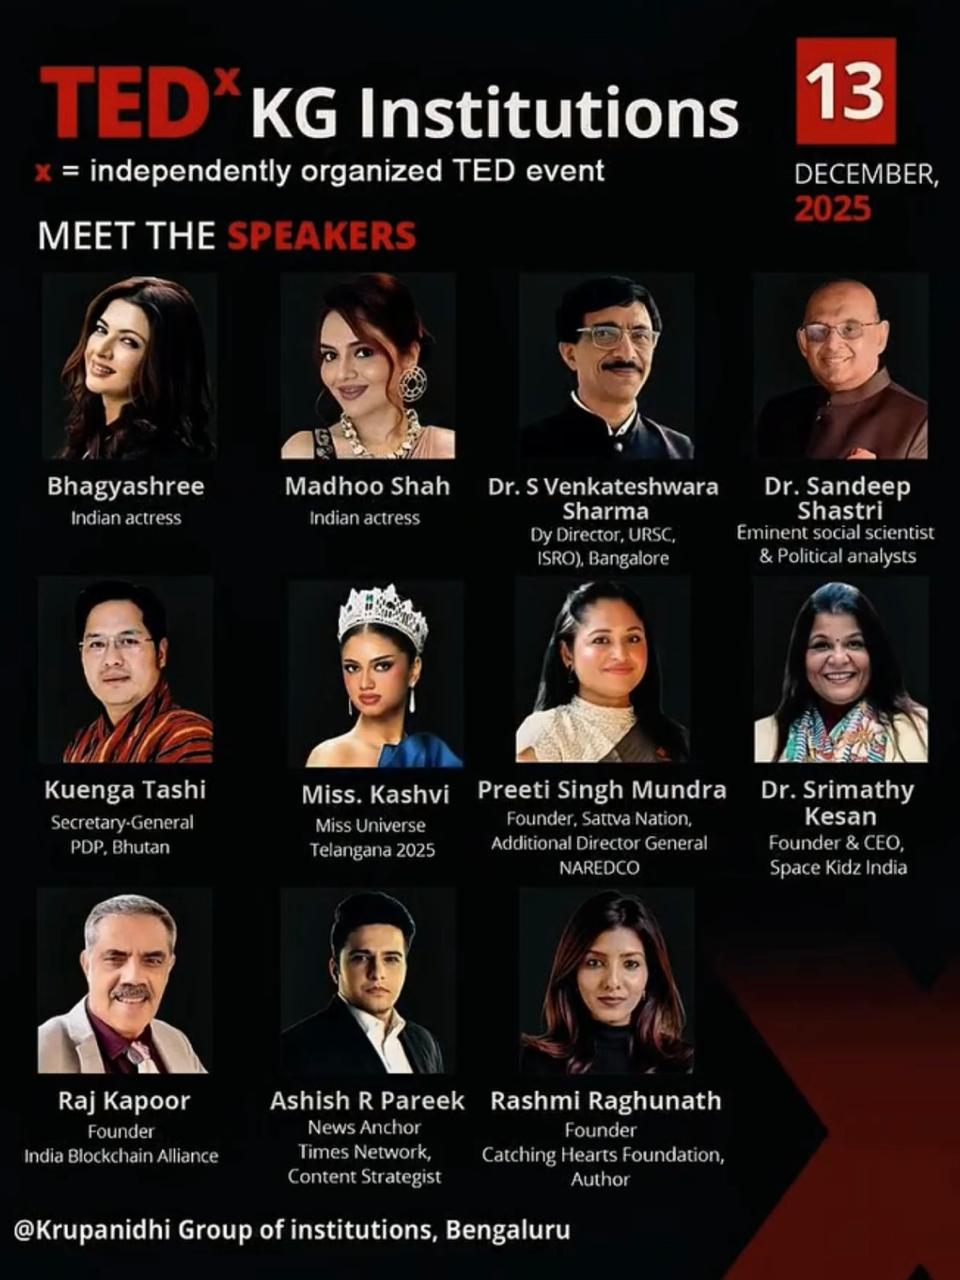 TEDx KG Institutions
13
x = independently organized TED event
DECEMBER,
2025
MEET THE SPEAKERS
Bhagyashree
Indian actress
Madhoo Shah
Indian actress
Dr. S Venkateshwara
Sharma
Dy Director, URSC,
ISRO), Bangalore
Dr. Sandeep
Shastri
Eminent social scientist
& Political analysts
Kuenga Tashi
Secretary-General
PDP, Bhutan
Miss. Kashvi
Miss Universe
Telangana 2025
Preeti Singh Mundra
Founder, Sattva Nation,
Additional Director General
NAREDCO
Dr. Srimathy
Kesan
Founder & CEO,
Space Kidz India
Raj Kapoor
Founder
India Blockchain Alliance
Ashish R Pareek
News Anchor
Times Network,
Content Strategist
Rashmi Raghunath
Founder
Catching Hearts Foundation,
Author
@Krupanidhi Group of institutions, Bengaluru